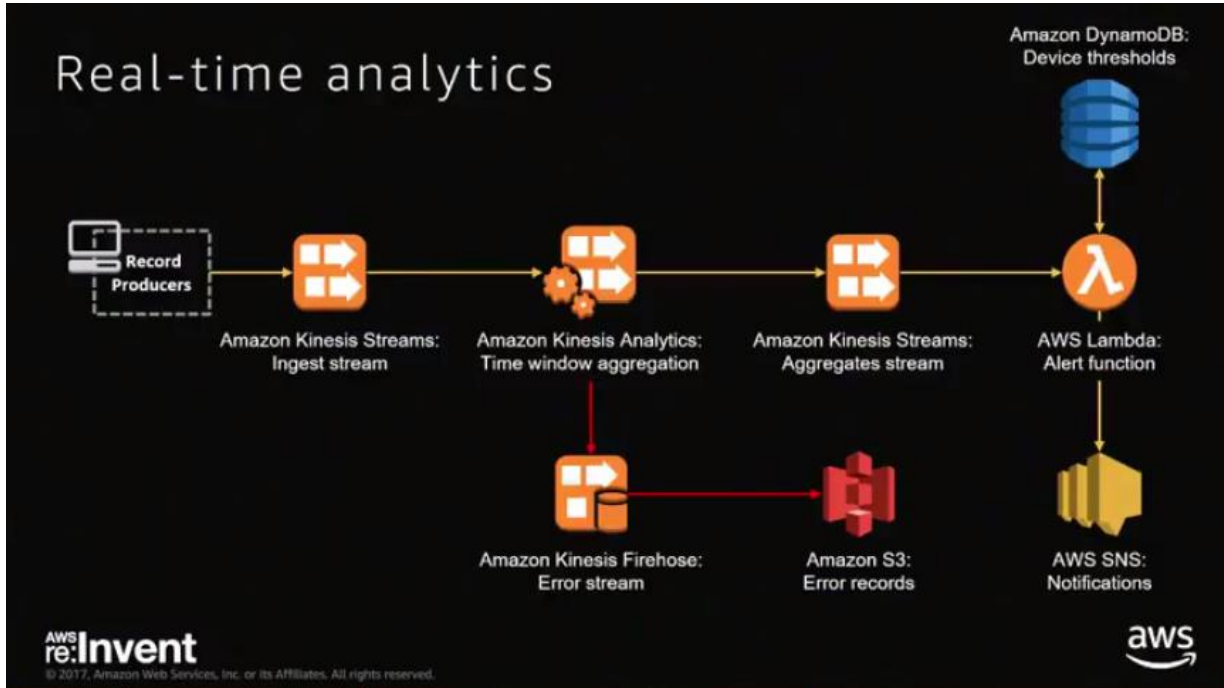 Real-time analytics
Amazon DynamoDB:
Device thresholds
Record
Producers
Amazon Kinesis Streams:
Ingest stream
Amazon Kinesis Analytics:
Time window aggregation
Amazon Kinesis Streams:
Aggregates stream
AWS Lambda:
Alert function
Amazon Kinesis Firehose:
Error stream
Amazon S3:
Error records
AWS SNS:
Notifications
AWS
re:Invent
© 2017, Amazon Web Services, Inc. or its Affiliates. All rights reserved.
aws